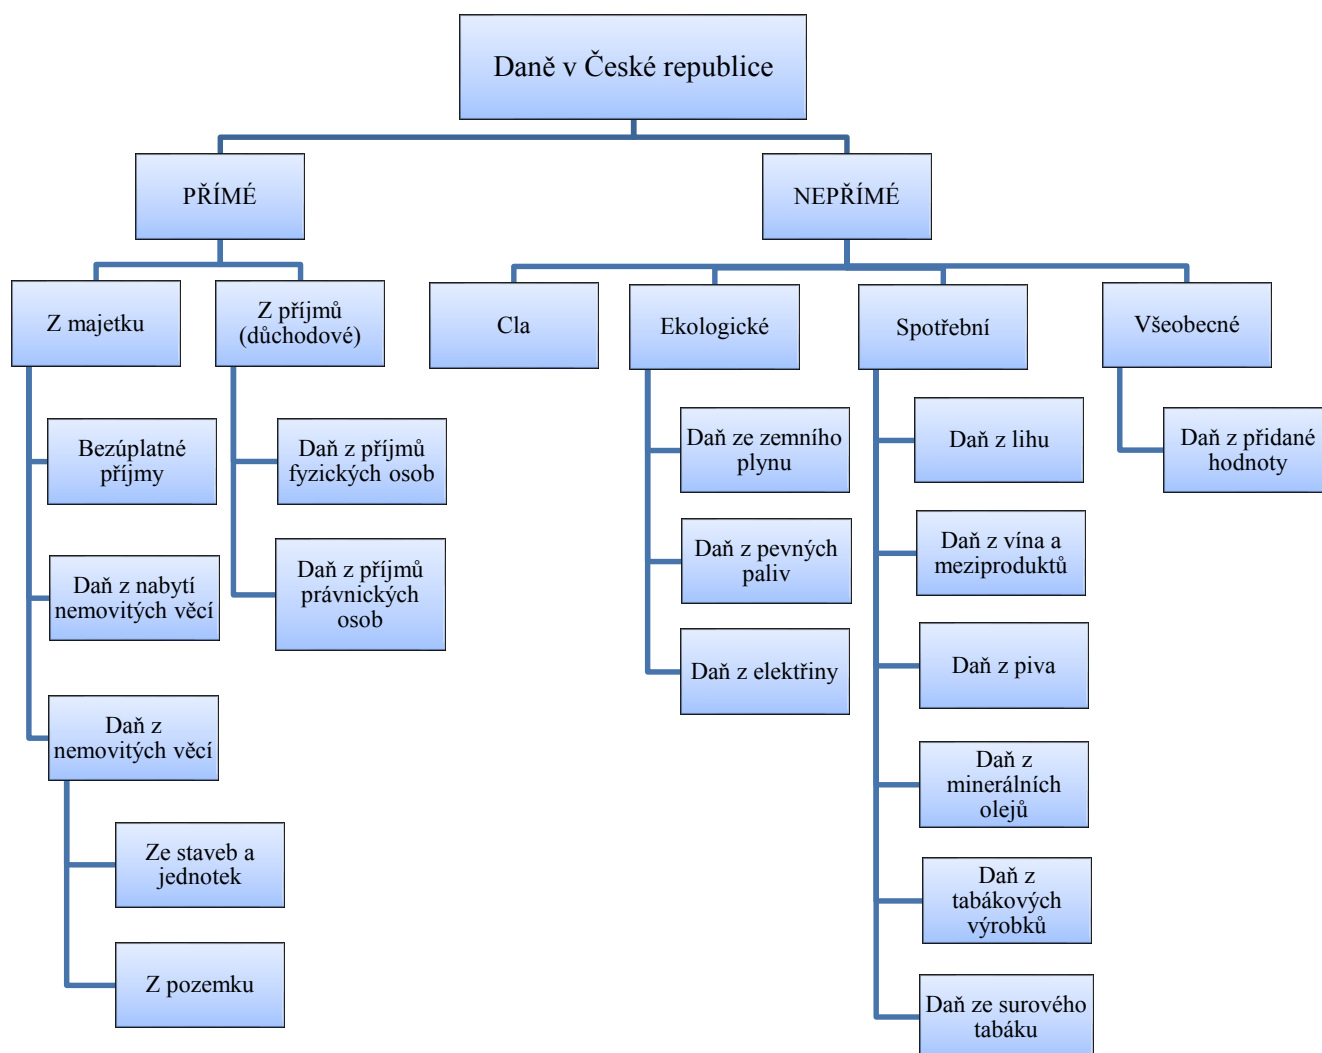 Daně v České republice
PŘÍMÉ
NEPŘÍMÉ
Z majetku
Z příjmů
(důchodové)
Cla
Ekologické
Spotřební
Všeobecné
Bezúplatné
příjmy
Daň z nabytí
nemovitých věcí
Daň z
nemovitých věcí
Ze staveb a
jednotek
Z pozemku
Daň z příjmů
fyzických osob
Daň z příjmů
právnických
osob
Daň ze zemního
plynu
Daň z pevných
paliv
Daň z elektřiny
Daň z lihu
Daň z vína a
meziproduktů
Daň z piva
Daň z
minerálních
olejů
Daň z
tabákových
výrobků
Daň ze surového
tabáku
Daň z přidané
hodnoty